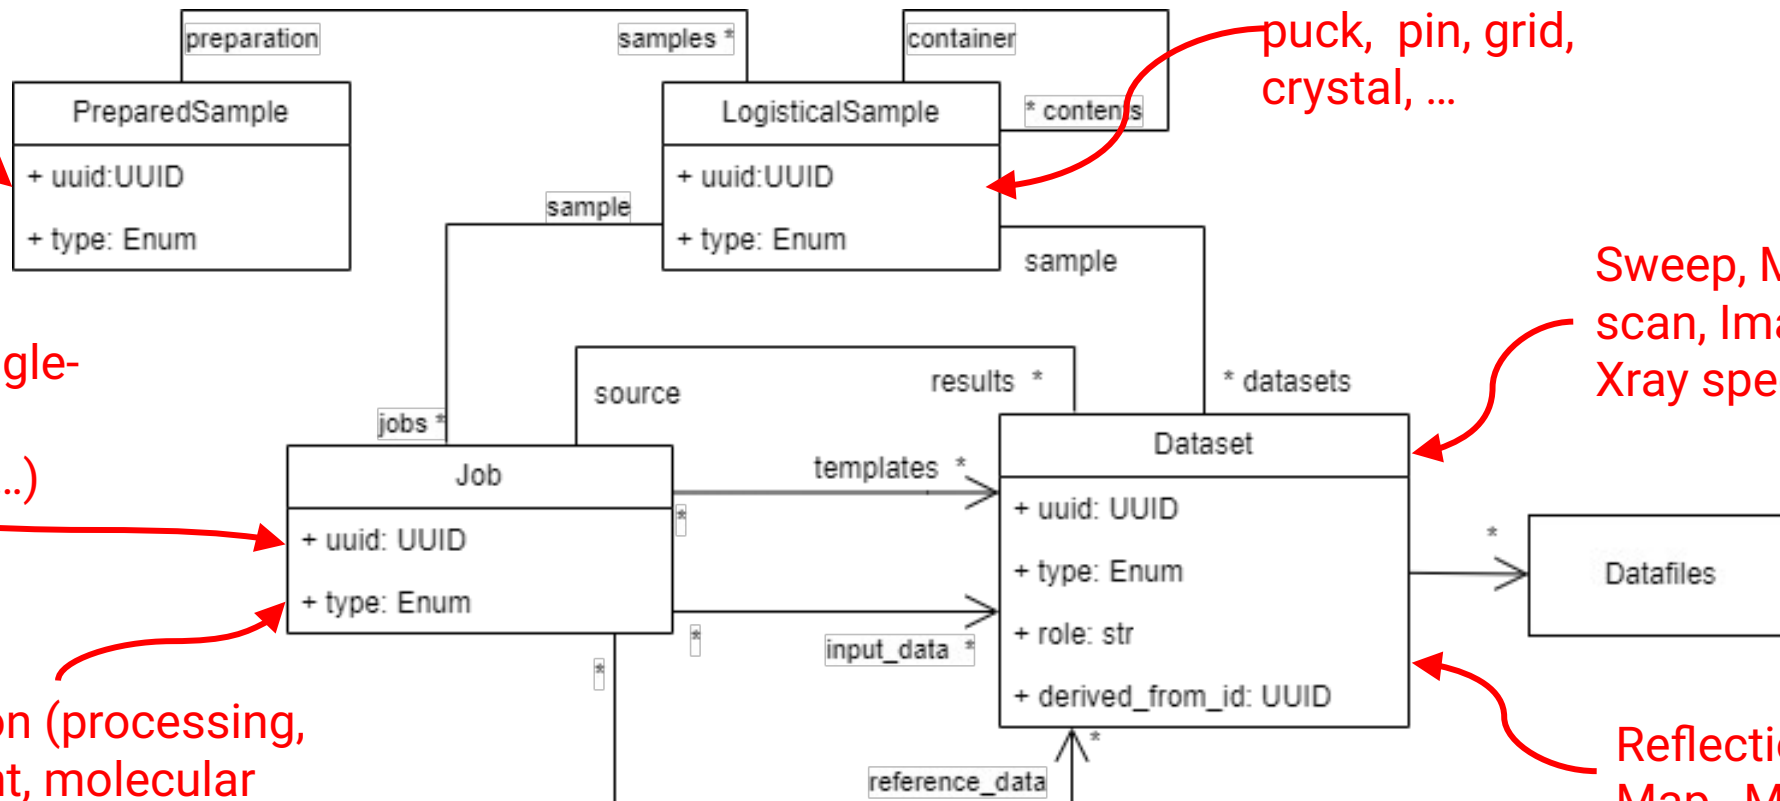 preparation
samples *
container
puck, pin, grid,
crystal, ...
PreparedSample
LogisticalSample
* contents
+ uuid:UUID
+ type: Enum
+ uuid:UUID
+ type: Enum
sample
sample
Sweep,
scan,
Xray
gle-
...)
source
results *
* datasets
jobs *
Job
templates *
Dataset
*
+ uuid: UUID
+ type: Enum
+ uuid: UUID
+ type: Enum
+ role: str
+ derived_from_id: UUID
*
Datafiles
*
input_data *
*
on (processing,
nt, molecular
*
reference_data